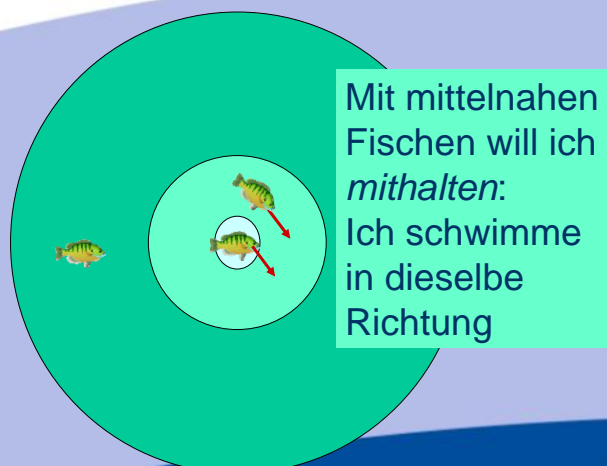 Mit mittelnahen
Fischen will ich
mithalten:
Ich schwimme
in dieselbe
Richtung